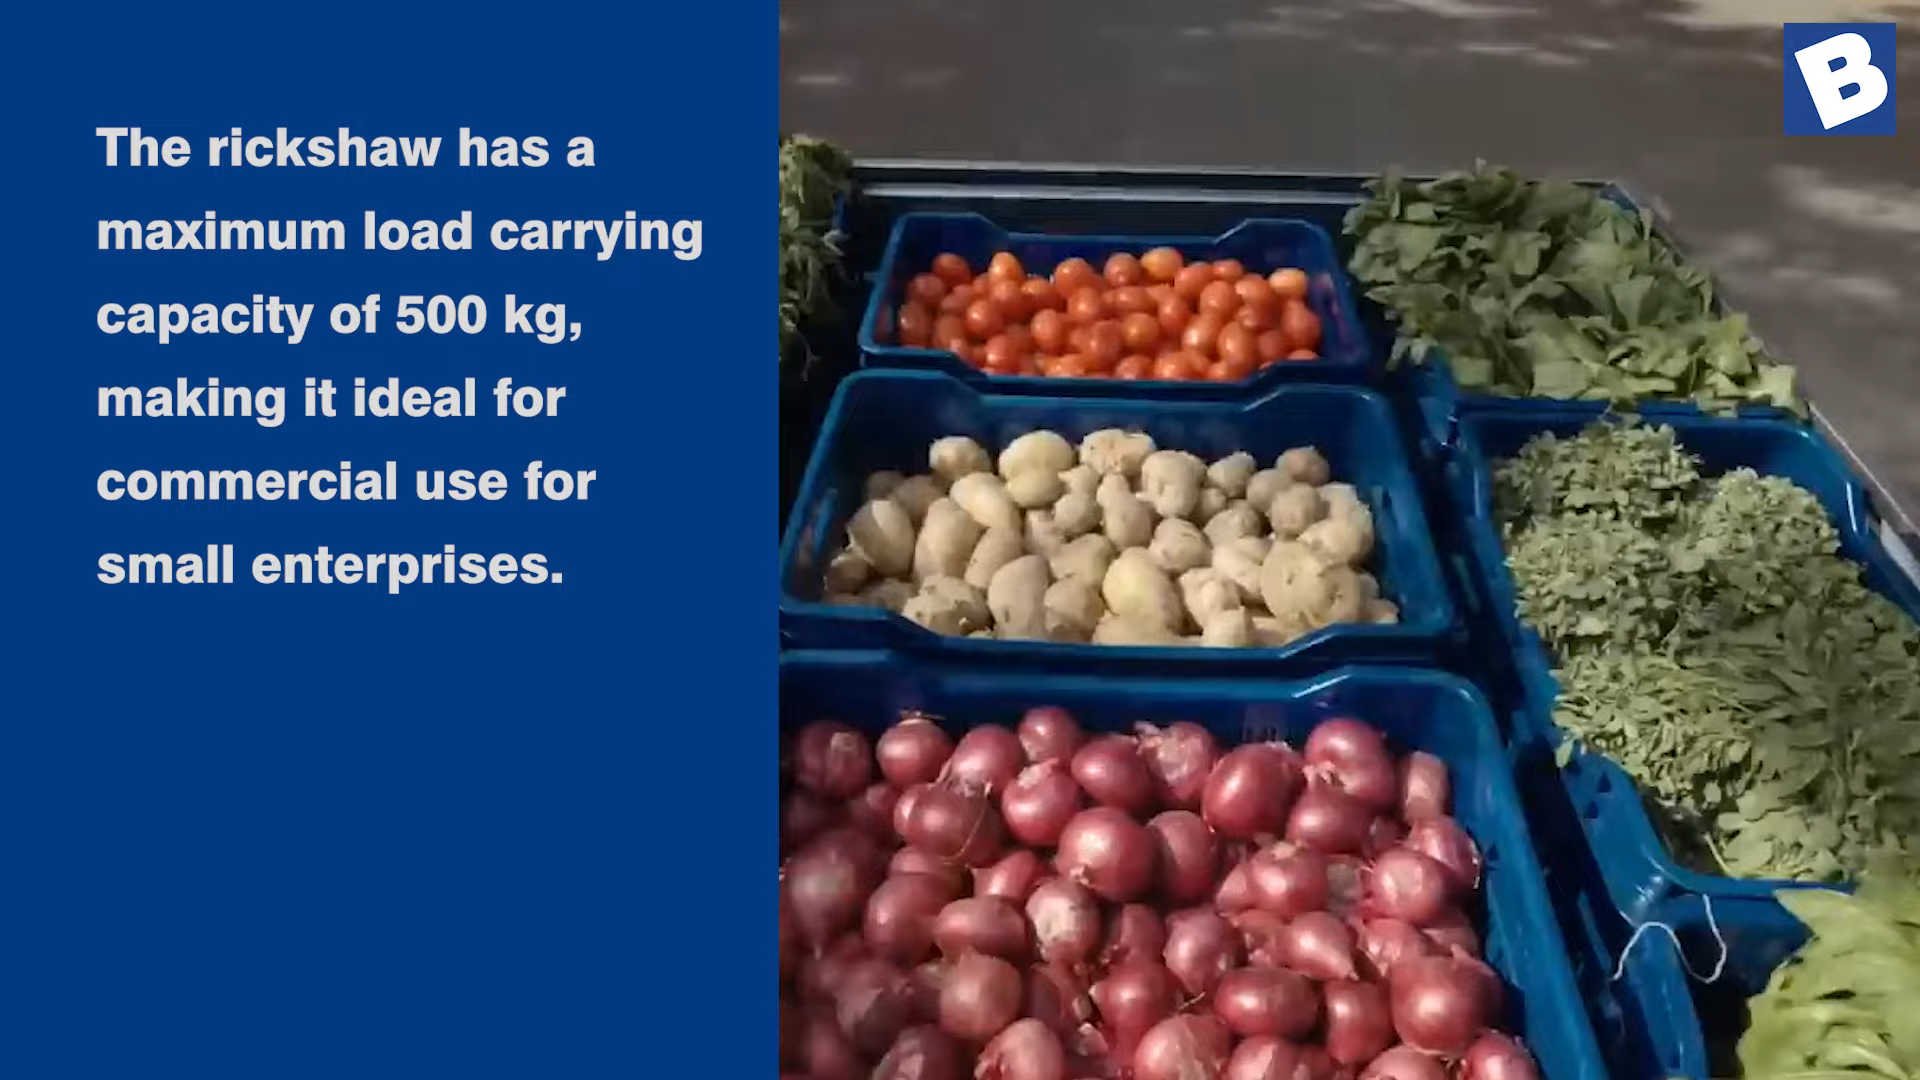 B
The rickshaw has a
maximum load carrying
capacity of 500 kg,
making it ideal for
commercial use for
small enterprises.